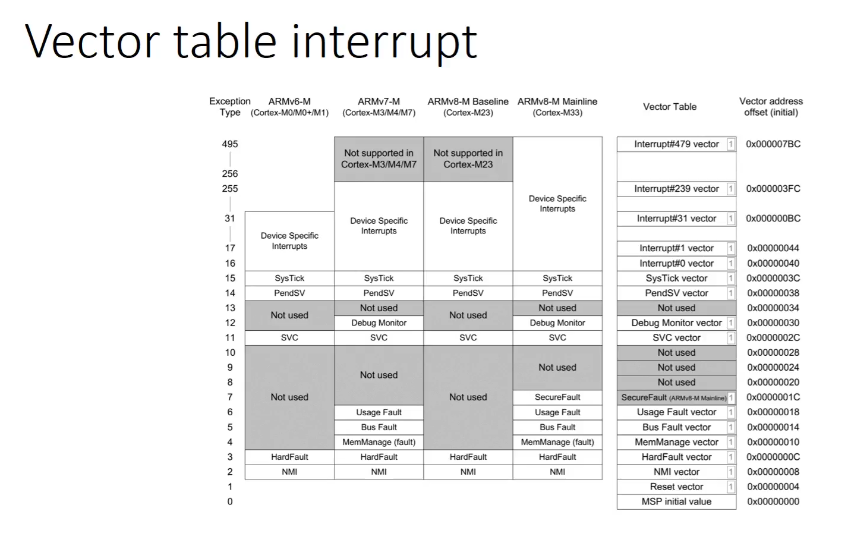 Vector table interrupt
Exception Type ARMv6-M (Cortex-M0/M0+/M1) ARMv7-M (Cortex-M3/M4/M7) ARMv8-M Baseline (Cortex-M23) ARMv8-M Mainline (Cortex-M33) Vector Table Vector address offset (initial)
495 Not supported in Cortex-M3/M4/M7 Not supported in Cortex-M23 Interrupt#479 vector 1 0x000007BC
256
255 Device Specific Interrupts Interrupt#239 vector 1 0x000003FC
31 Device Specific Interrupts Device Specific Interrupts Interrupt#31 vector 1 0x000000BC
Device Specific Interrupts
17 Interrupt#1 vector 1 0x00000044
16 Interrupt#0 vector 1 0x00000040
15 SysTick SysTick SysTick SysTick SysTick vector 1 0x0000003C
14 PendSV PendSV PendSV PendSV PendSV vector 1 0x00000038
13 Not used Not used Not used Not used Not used 0x00000034
12 Debug Monitor Debug Monitor Debug Monitor vector 1 0x00000030
11 SVC SVC SVC SVC SVC vector 1 0x0000002C
10 Not used 0x00000028
9 Not used Not used Not used 0x00000024
8 Not used 0x00000020
7 Not used Not used SecureFault SecureFault (ARMv8-M Mainline) 1 0x0000001C
6 Usage Fault Usage Fault Usage Fault vector 1 0x00000018
5 Bus Fault Bus Fault Bus Fault vector 1 0x00000014
4 MemManage (fault) MemManage (fault) MemManage vector 1 0x00000010
3 HardFault HardFault HardFault HardFault HardFault vector 1 0x0000000C
2 NMI NMI NMI NMI NMI vector 1 0x00000008
1 Reset vector 1 0x00000004
0 MSP initial value 0x00000000